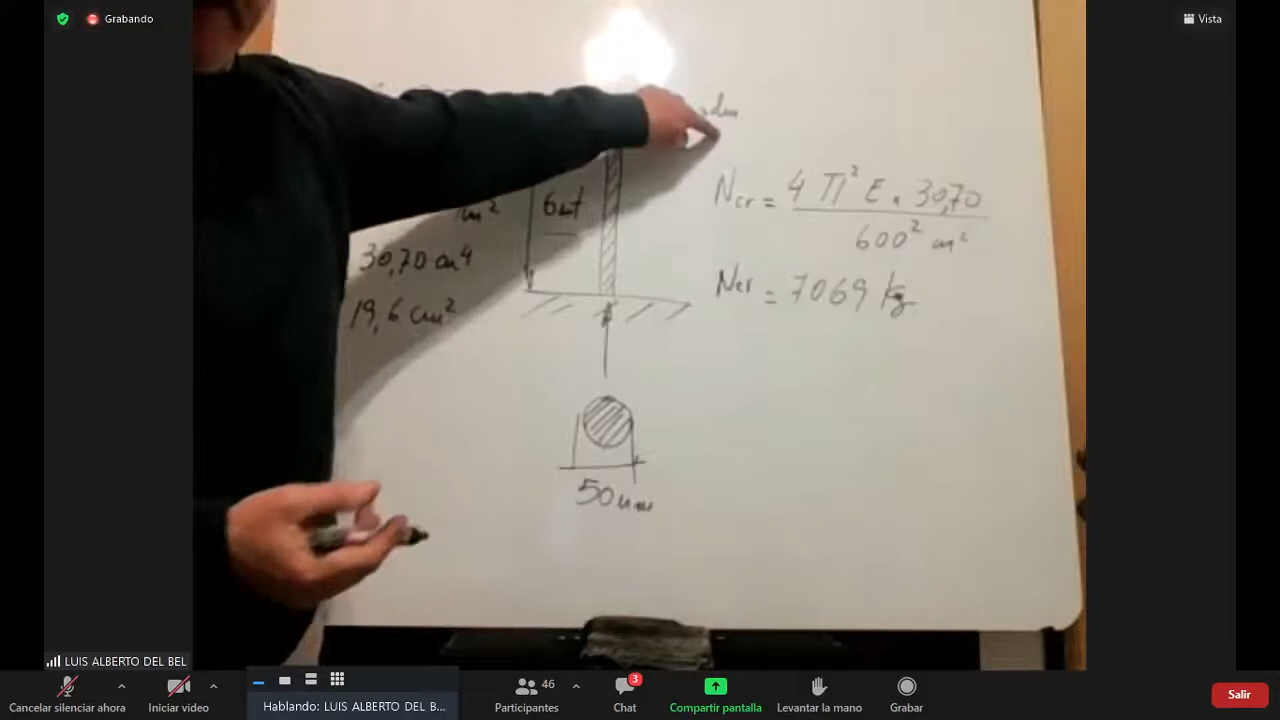 Grabando
Vista
6mt
/cm²
30,70 cm⁴
19,6 cm²
Ncr = 4 π² E . 30,70
600² cm²
Ncr = 7069 kg
50mm
LUIS ALBERTO DEL BEL
Cancelar silenciar ahora
Iniciar video
Hablando: LUIS ALBERTO DEL B...
46
Participantes
3
Chat
Compartir pantalla
Levantar la mano
Grabar
Salir